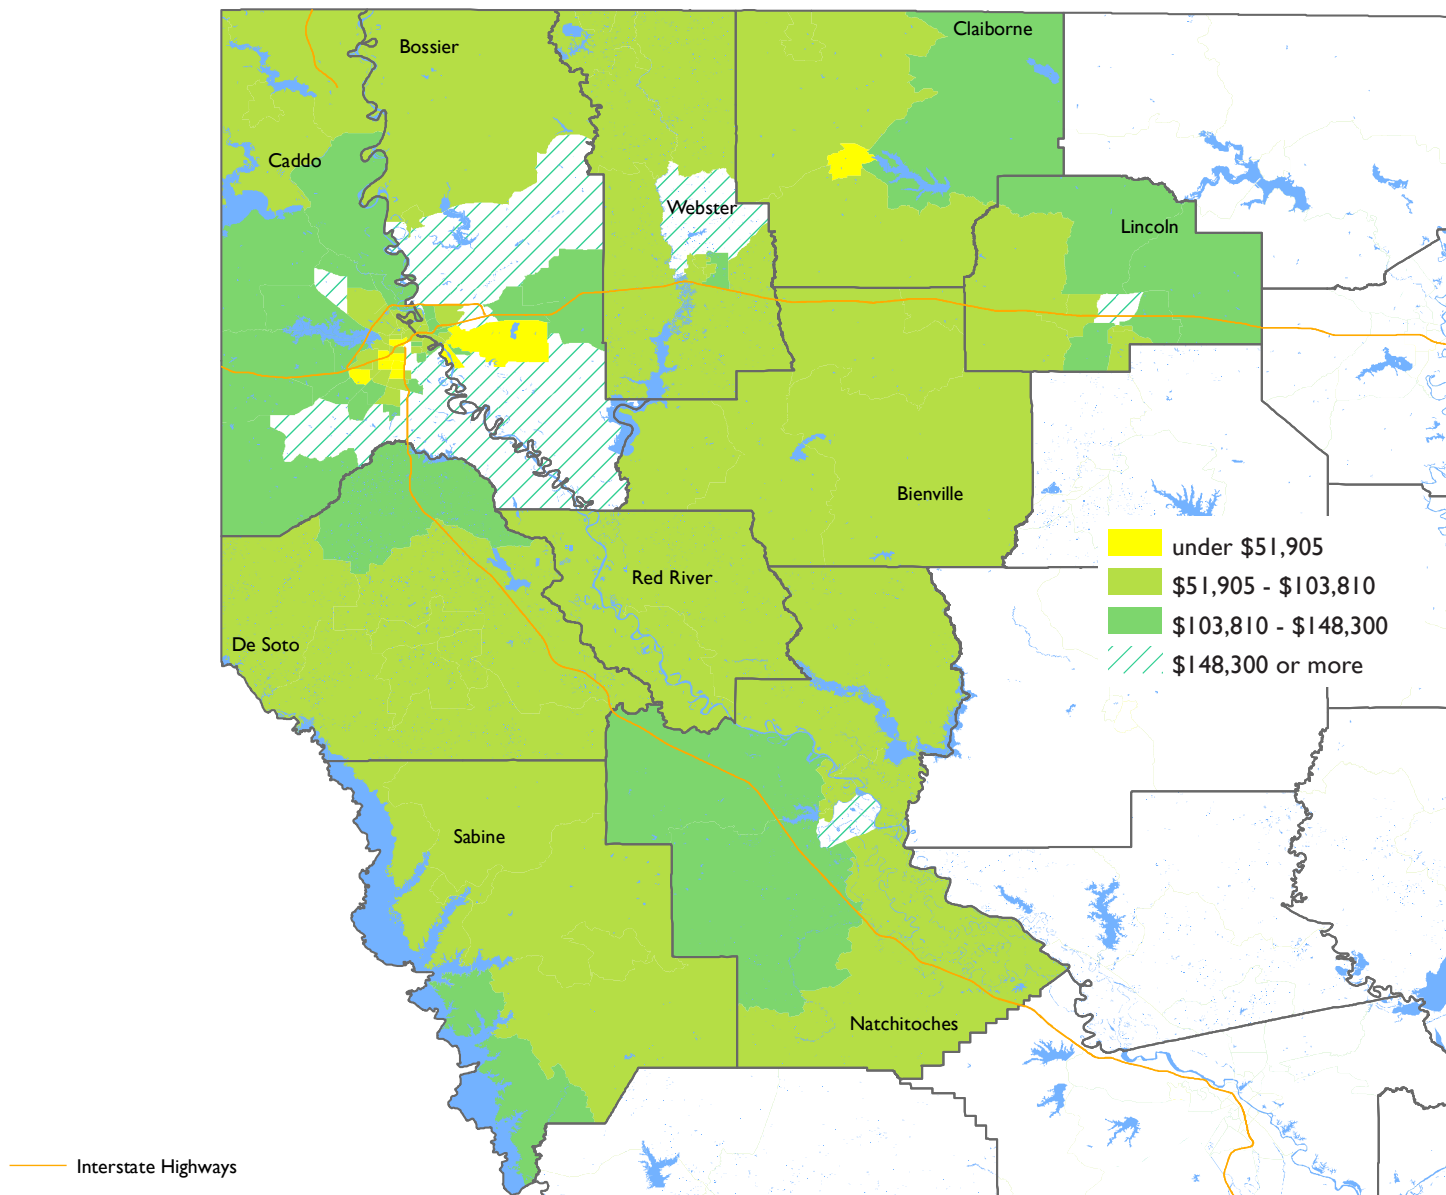 Claiborne
Bossier
Caddo
Webster
Lincoln
Bienville
under $51,905
$51,905 - $103,810
$103,810 - $148,300
$148,300 or more
Red River
De Soto
Sabine
Natchitoches
Interstate Highways